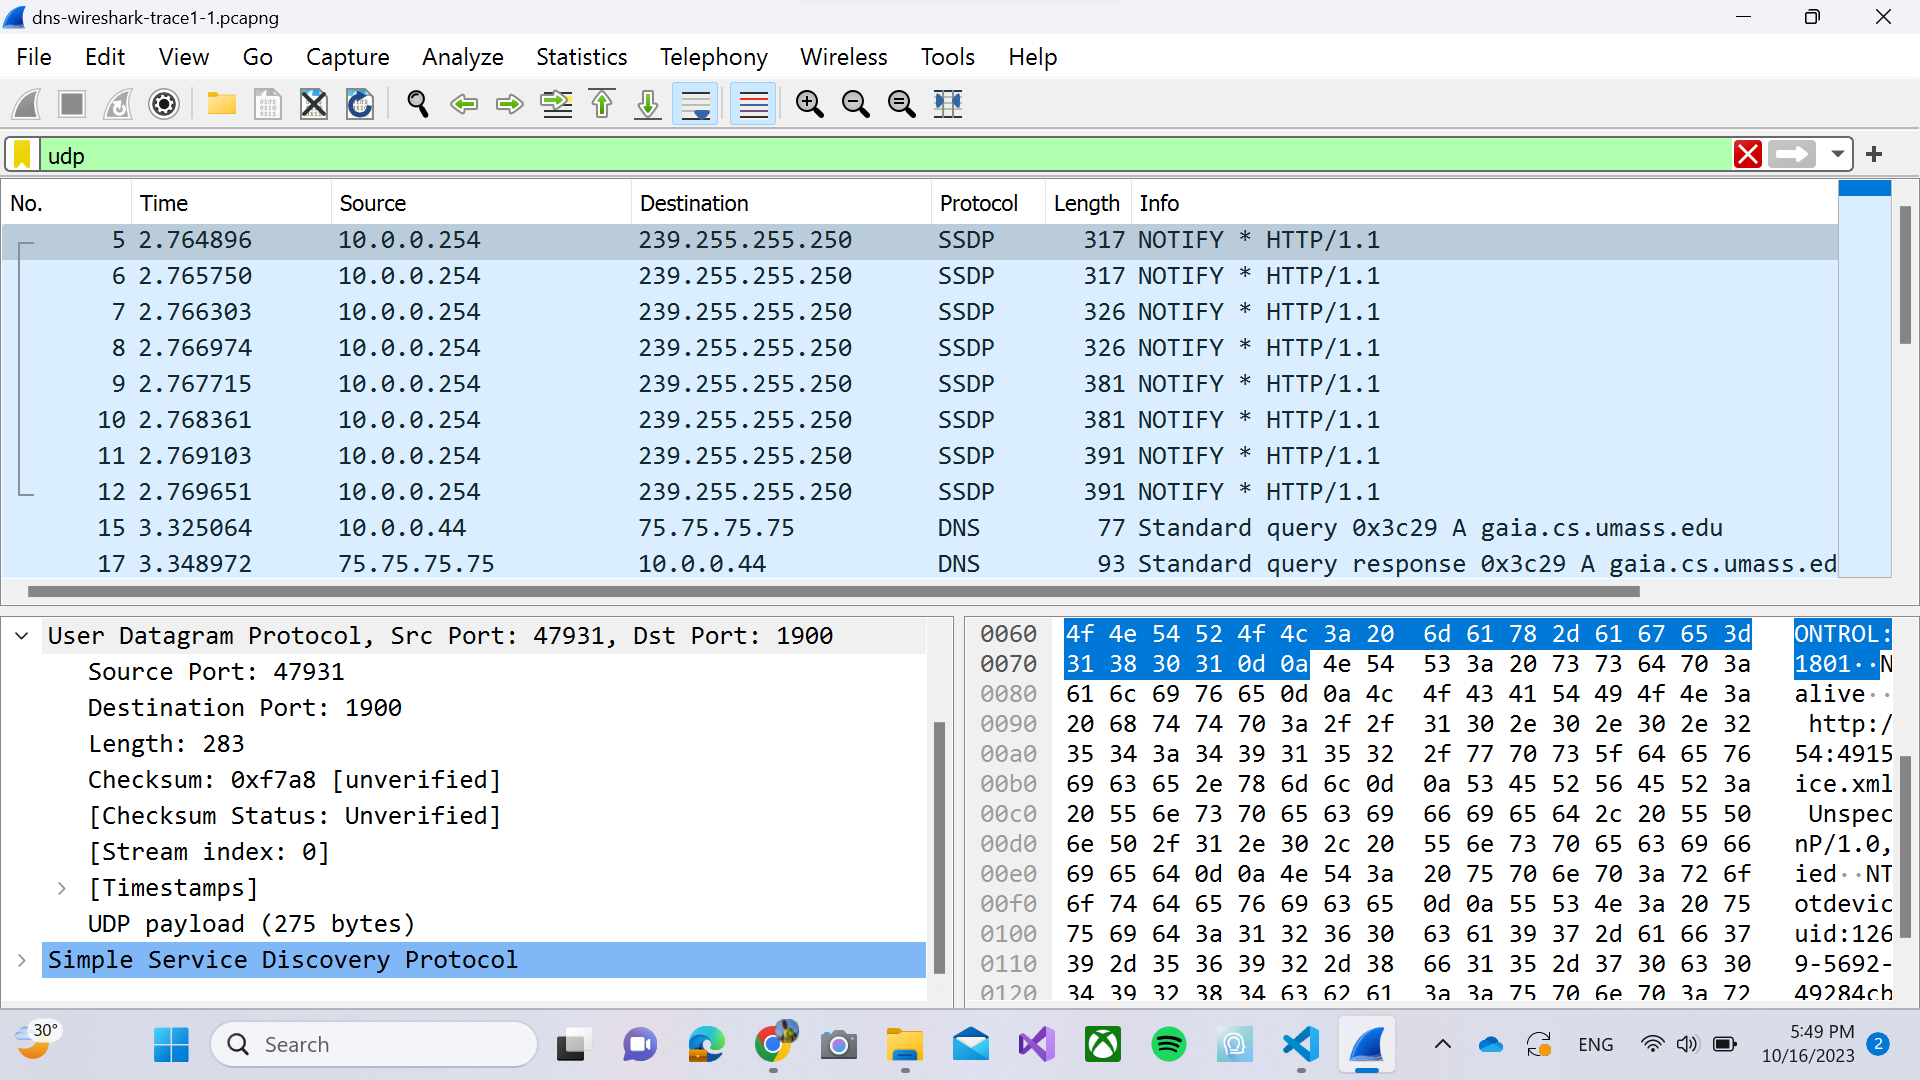 dns-wireshark-trace1-1.pcapng
File Edit View Go Capture Analyze Statistics Telephony Wireless Tools Help
udp
No. Time Source Destination Protocol Length Info
5 2.764896 10.0.0.254 239.255.255.250 SSDP 317 NOTIFY * HTTP/1.1
6 2.765750 10.0.0.254 239.255.255.250 SSDP 317 NOTIFY * HTTP/1.1
7 2.766303 10.0.0.254 239.255.255.250 SSDP 326 NOTIFY * HTTP/1.1
8 2.766974 10.0.0.254 239.255.255.250 SSDP 326 NOTIFY * HTTP/1.1
9 2.767715 10.0.0.254 239.255.255.250 SSDP 381 NOTIFY * HTTP/1.1
10 2.768361 10.0.0.254 239.255.255.250 SSDP 381 NOTIFY * HTTP/1.1
11 2.769103 10.0.0.254 239.255.255.250 SSDP 391 NOTIFY * HTTP/1.1
12 2.769651 10.0.0.254 239.255.255.250 SSDP 391 NOTIFY * HTTP/1.1
15 3.325064 10.0.0.44 75.75.75.75 DNS 77 Standard query 0x3c29 A gaia.cs.umass.edu
17 3.348972 75.75.75.75 10.0.0.44 DNS 93 Standard query response 0x3c29 A gaia.cs.umass.ed
User Datagram Protocol, Src Port: 47931, Dst Port: 1900
Source Port: 47931
Destination Port: 1900
Length: 283
Checksum: 0xf7a8 [unverified]
[Checksum Status: Unverified]
[Stream index: 0]
[Timestamps]
UDP payload (275 bytes)
Simple Service Discovery Protocol
0060 4f 4e 54 52 4f 4c 3a 20 6d 61 78 2d 61 67 65 3d ONTROL:
0070 31 38 30 31 0d 0a 4e 54 53 3a 20 73 73 64 70 3a 1801··N
0080 61 6c 69 76 65 0d 0a 4c 4f 43 41 54 49 4f 4e 3a alive··
0090 20 68 74 74 70 3a 2f 2f 31 30 2e 30 2e 30 2e 32 http:/
00a0 35 34 3a 34 39 31 35 32 2f 77 70 73 5f 64 65 76 54:4915
00b0 69 63 65 2e 78 6d 6c 0d 0a 53 45 52 56 45 52 3a ice.xml
00c0 20 55 6e 73 70 65 63 69 66 69 65 64 2c 20 55 50 Unspec
00d0 6e 50 2f 31 2e 30 2c 20 55 6e 73 70 65 63 69 66 nP/1.0,
00e0 69 65 64 0d 0a 4e 54 3a 20 75 70 6e 70 3a 72 6f ied··NT
00f0 6f 74 64 65 76 69 63 65 0d 0a 55 53 4e 3a 20 75 otdevic
0100 75 69 64 3a 31 32 36 30 63 61 39 37 2d 61 66 37 uid:126
0110 39 2d 35 36 39 32 2d 38 66 31 35 2d 37 30 63 30 9-5692-
0120 34 39 32 38 34 63 62 61 3a 3a 75 70 6e 70 3a 72 49284cb
30°
Search
ENG
5:49 PM
10/16/2023
2